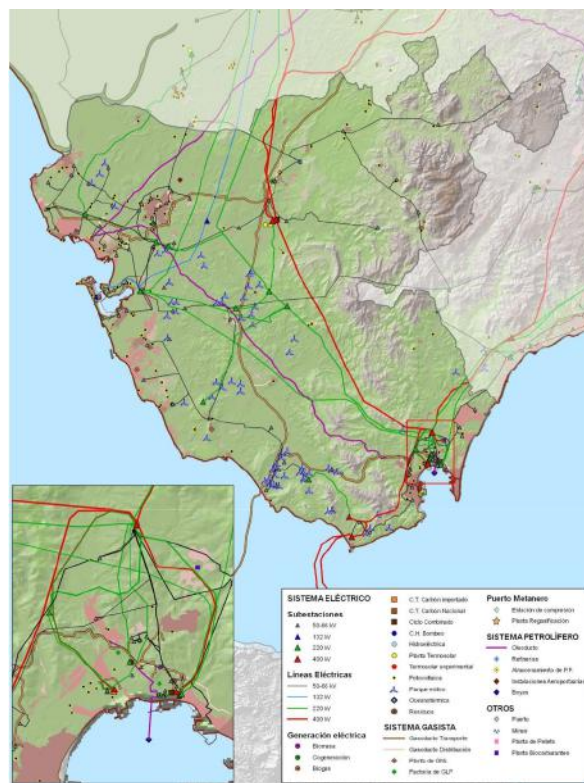 SISTEMA ELÉCTRICO
Subestaciones
50-66 kV
132 kV
220 kV
400 kV
Líneas Eléctricas
50-66 kV
132 kV
220 kV
400 kV
Generación eléctrica
Biomasa
Cogeneración
Biogás
C.T. Carbón Importado
C.T. Carbón Nacional
Ciclo Combinado
C.H. Bombeo
Hidroeléctrica
Planta Termosolar
Termosolar experimental
Fotovoltaica
Parque eólico
Oceanotérmica
Residuos
SISTEMA GASISTA
Gasoducto Transporte
Gasoducto Distribución
Planta de GNL
Factoría de GLP
Puerto Metanero
Estación de compresión
Planta Regasificación
SISTEMA PETROLÍFERO
Oleoducto
Refinerías
Almacenamiento de P.P.
Instalaciones Aeroportuarias
Boyas
OTROS
Puerto
Minas
Planta de Pellets
Planta Biocarburantes